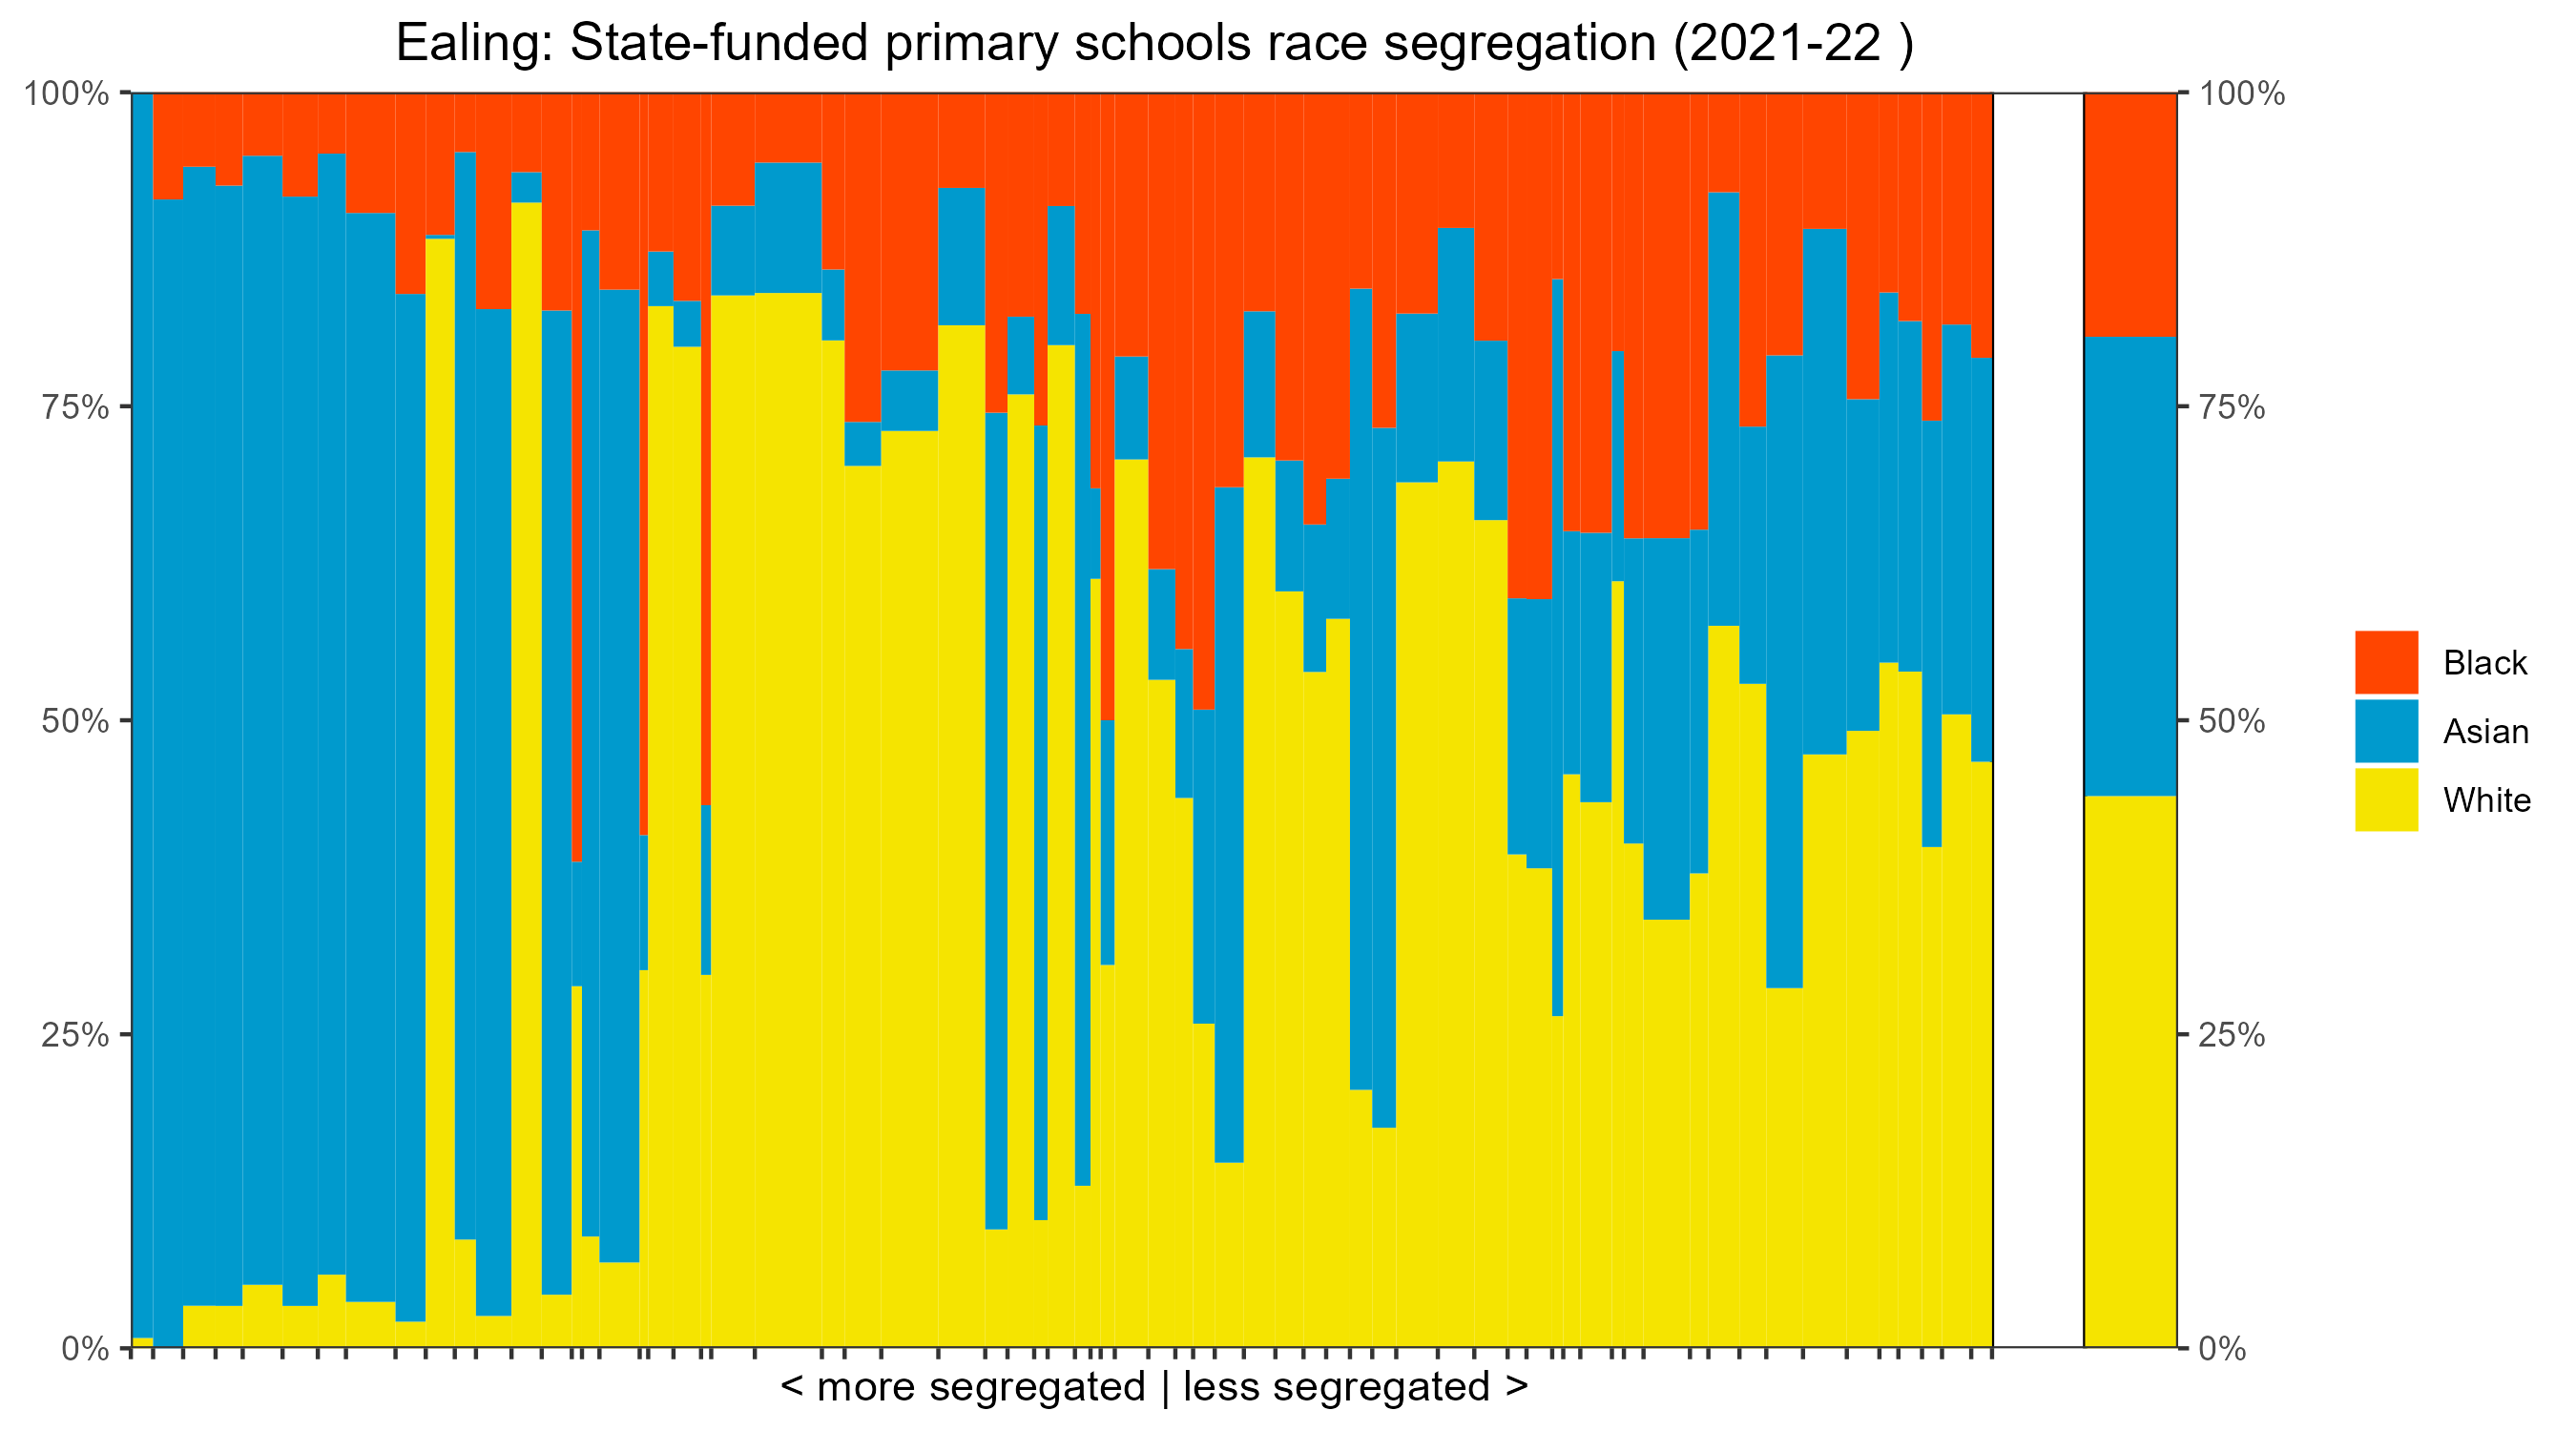 Ealing: State-funded primary schools race segregation (2021-22 )
100%
75%
50%
25%
0%
100%
75%
50%
25%
0%
Black
Asian
White
< more segregated | less segregated >